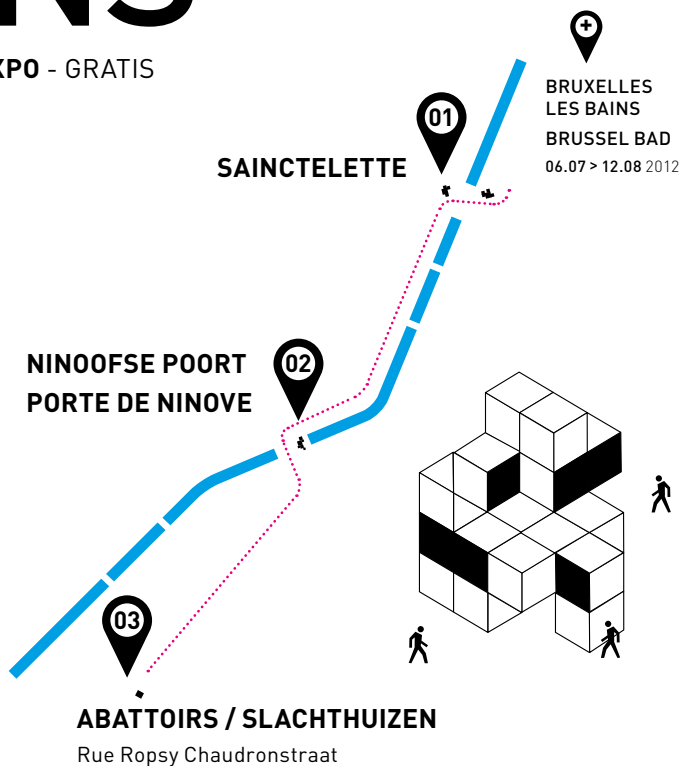 NS
XPO - GRATIS
BRUXELLES
LES BAINS
BRUSSEL BAD
06.07 > 12.08 2012
01
SAINCTELETTE
02
NINOOFSE POORT
PORTE DE NINOVE
03
ABATTOIRS / SLACHTHUIZEN
Rue Ropsy Chaudronstraat